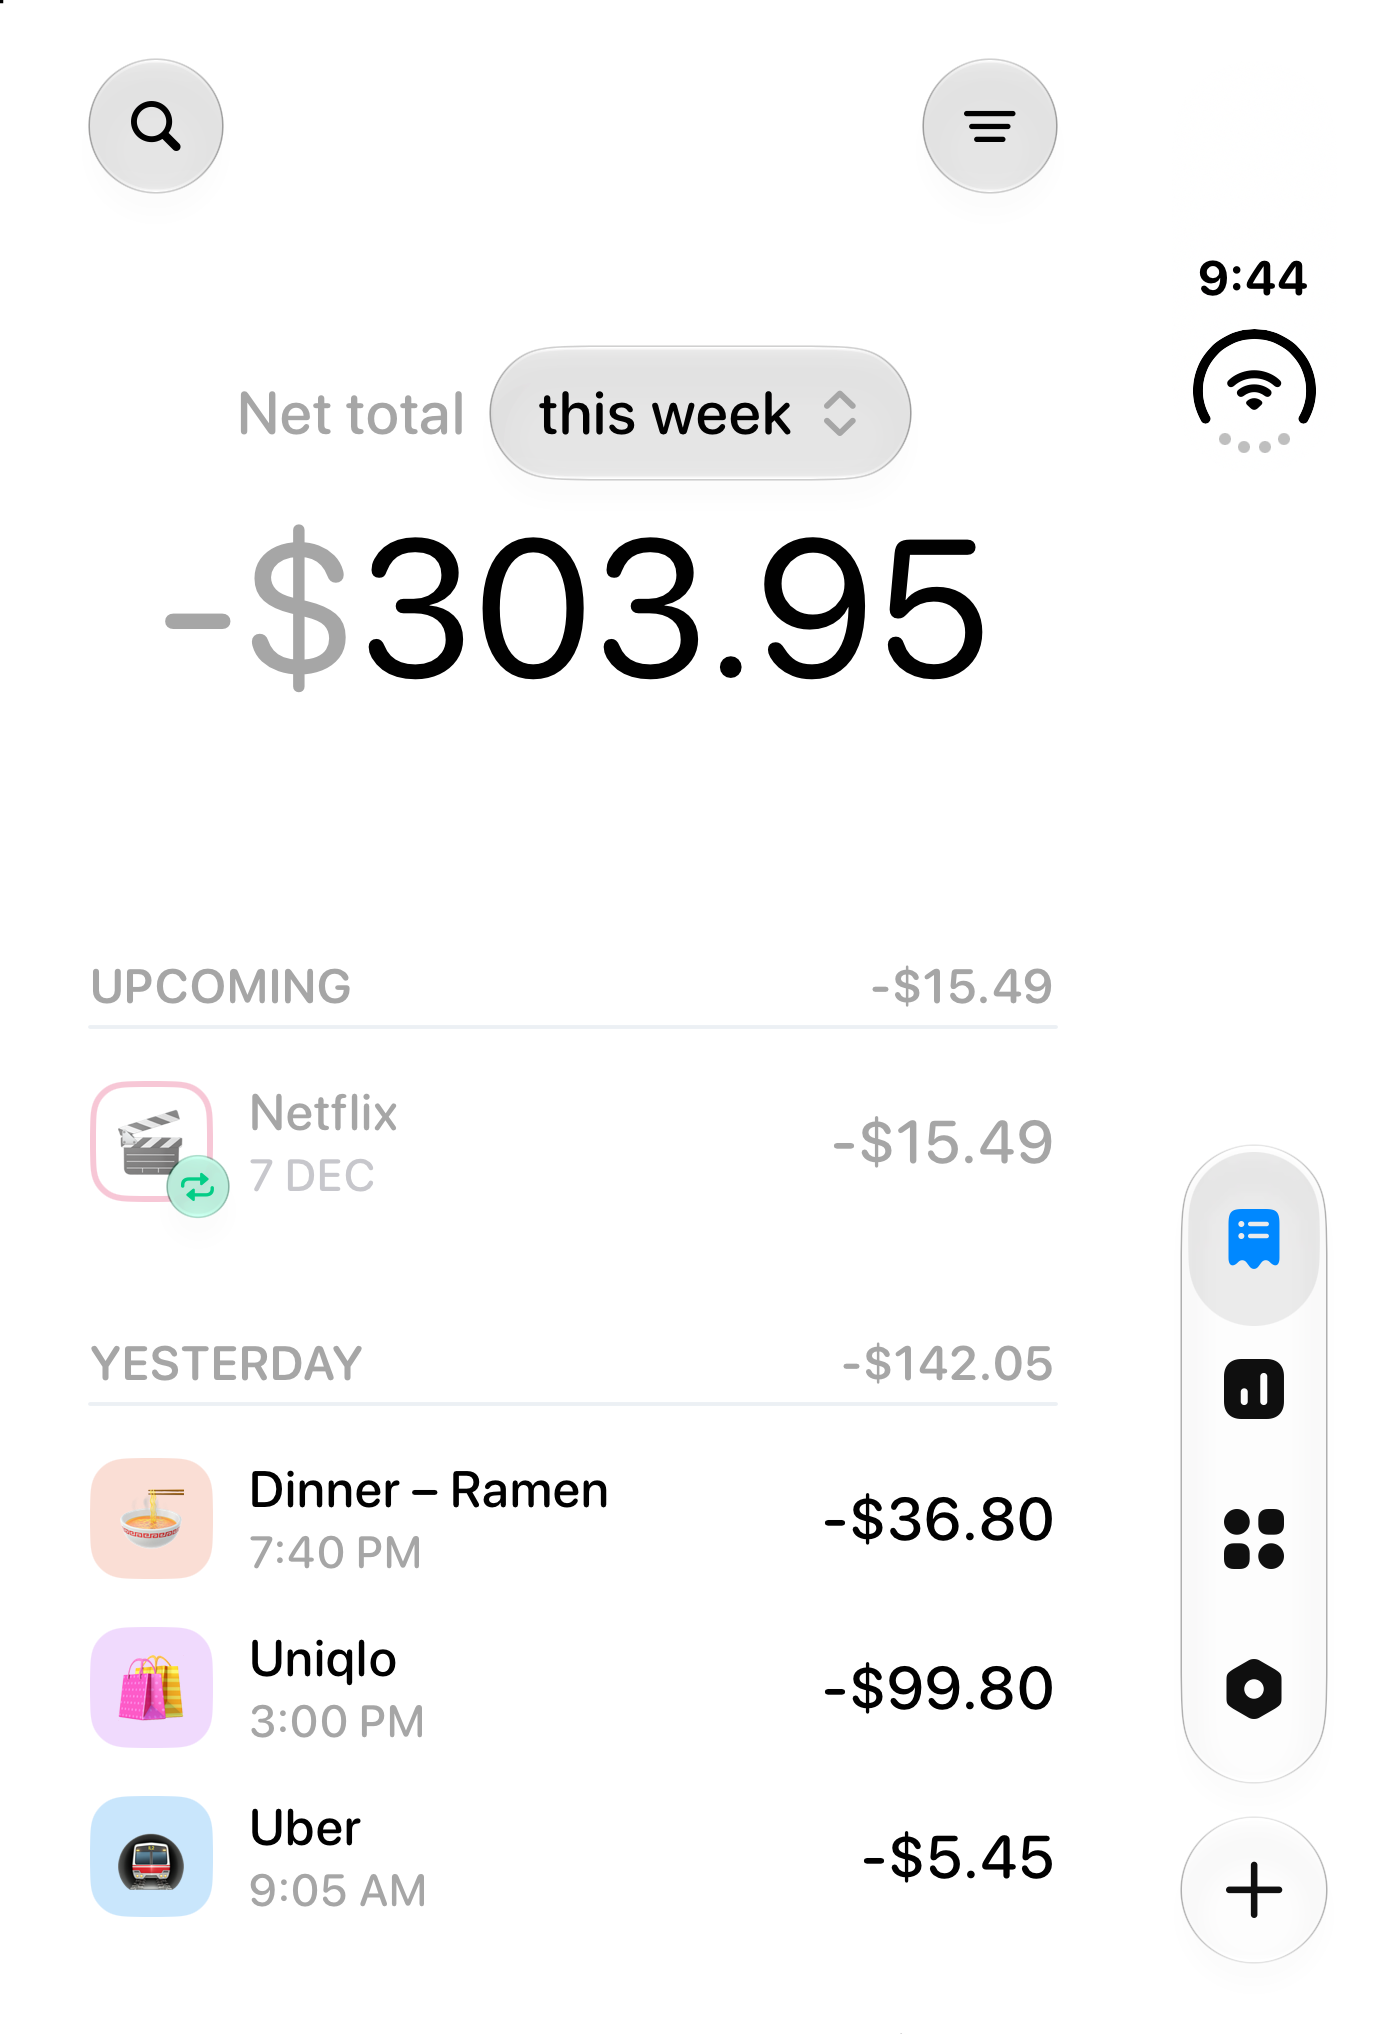 9:44
Net total this week
-$303.95
UPCOMING -$15.49
Netflix
7 DEC
-$15.49
YESTERDAY -$142.05
Dinner – Ramen
7:40 PM
-$36.80
Uniqlo
3:00 PM
-$99.80
Uber
9:05 AM
-$5.45